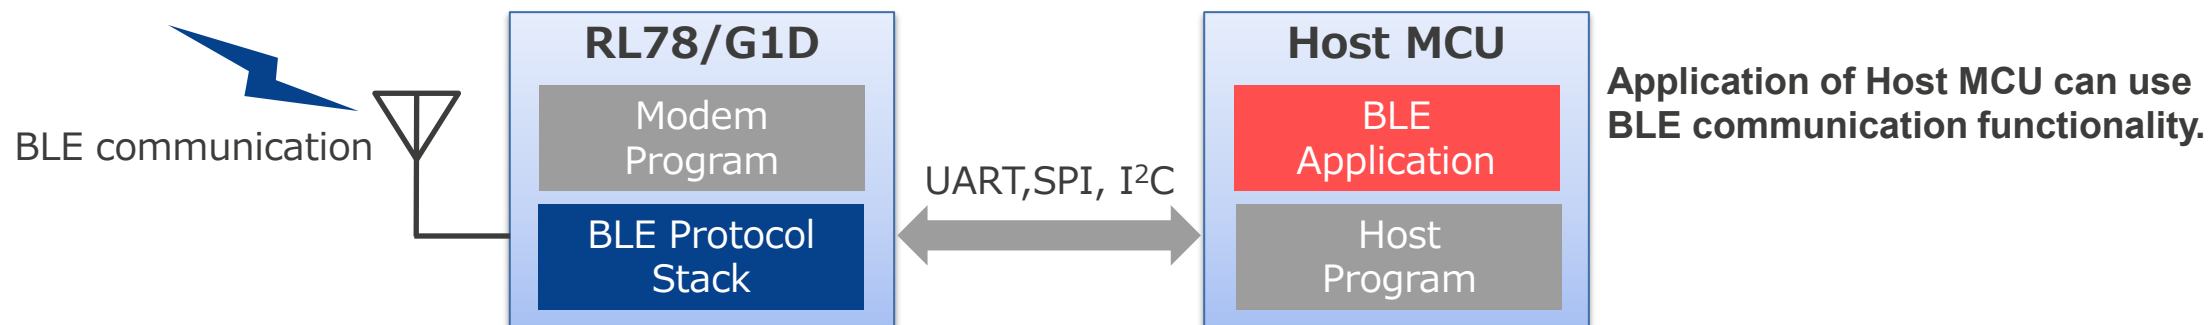 BLE communication
RL78/G1D
Modem
Program
BLE Protocol
Stack
UART,SPI, I²C
Host MCU
BLE
Application
Host
Program
Application of Host MCU can use
BLE communication functionality.